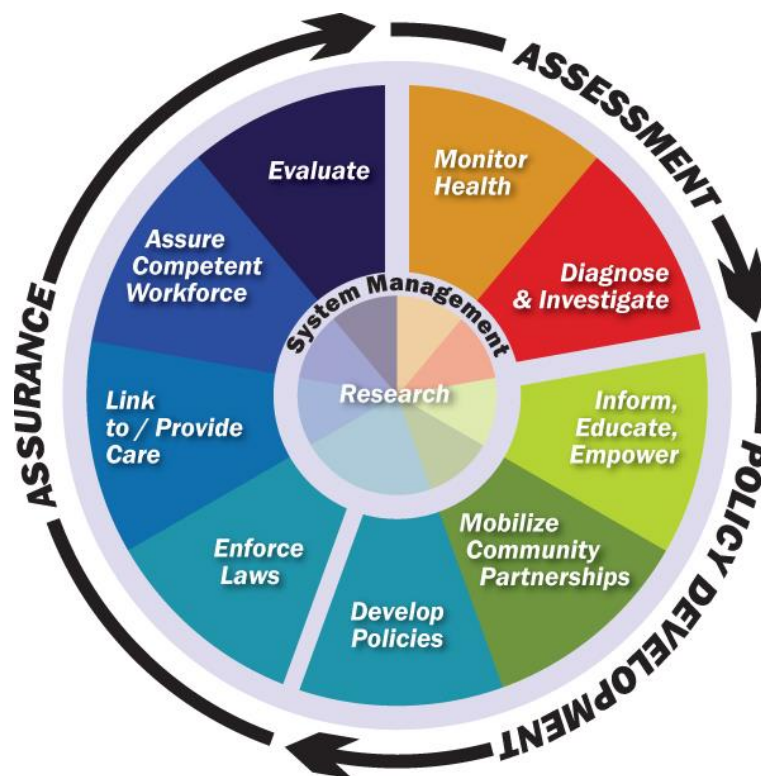 ASSESSMENT
Monitor
Health
Diagnose
& Investigate
POLICY DEVELOPMENT
Inform,
Educate,
Empower
Mobilize
Community
Partnerships
Develop
Policies
ASSURANCE
Enforce
Laws
Link
to / Provide
Care
Assure
Competent
Workforce
Evaluate
System Management
Research